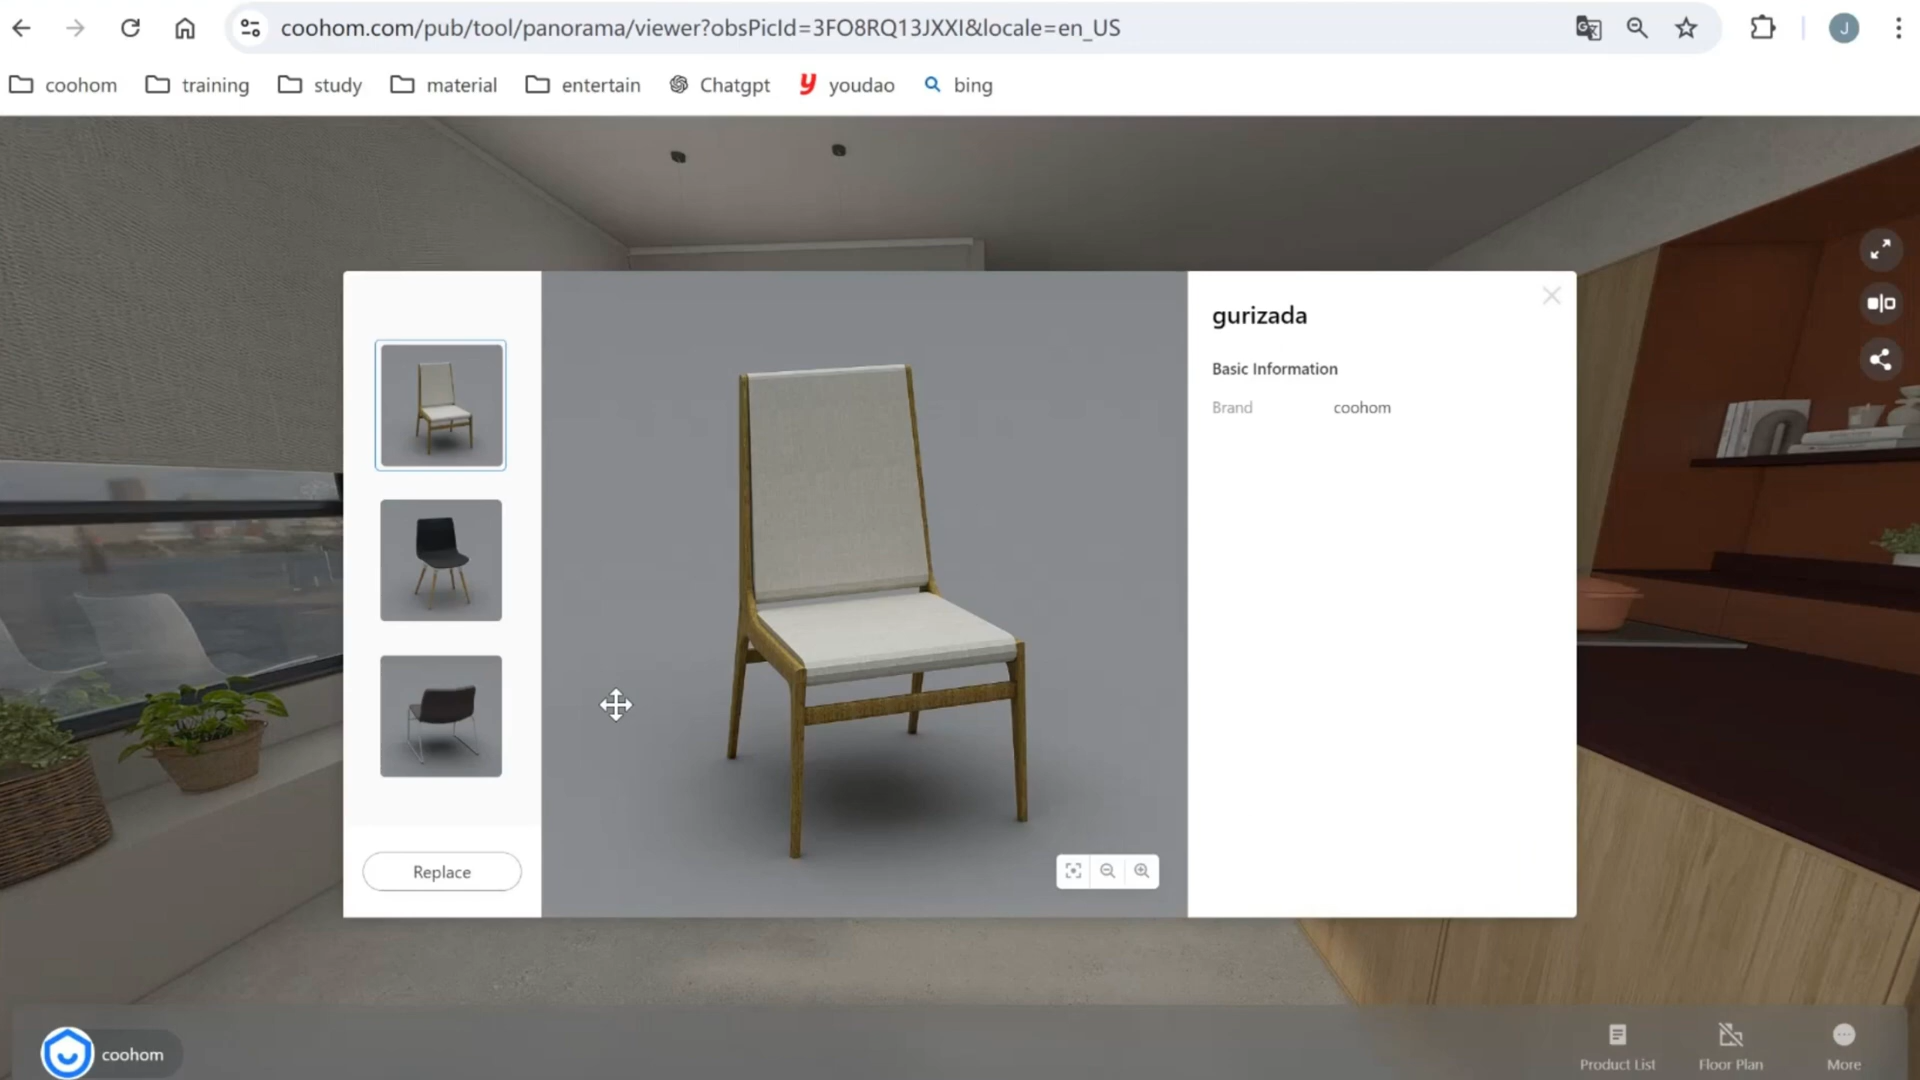 coohom.com/pub/tool/panorama/viewer?obsPicId=3FO8RQ13JXXI&locale=en_US
J
coohom
training
study
material
entertain
Chatgpt
youdao
bing
gurizada
Basic Information
Brand coohom
Replace
coohom
Product List
Floor Plan
More